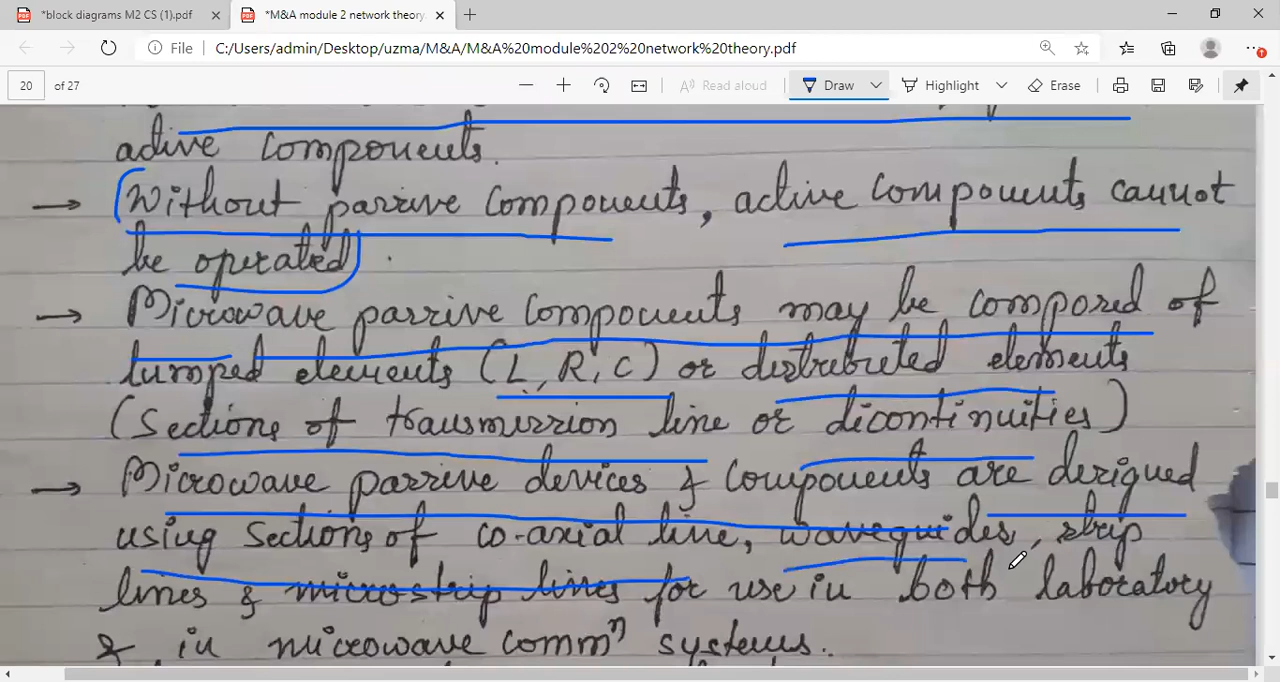 *block diagrams M2 CS (1).pdf
*M&A module 2 network theory.
File
C:/Users/admin/Desktop/uzma/M&A/M&A%20module%202%20network%20theory.pdf
20 of 27
Read aloud
Draw
Highlight
Erase
active components.
→ Without passive components, active components cannot
be operated.
→ Microwave passive components may be composed of
lumped elements (L, R, C) or distributed elements
(Sections of transmission line or dicontinuities)
→ Microwave passive devices & components are designed
using sections of co-axial line, waveguides, strip
lines & microstrip lines for use in both laboratory
& in microwave commⁿ systems.